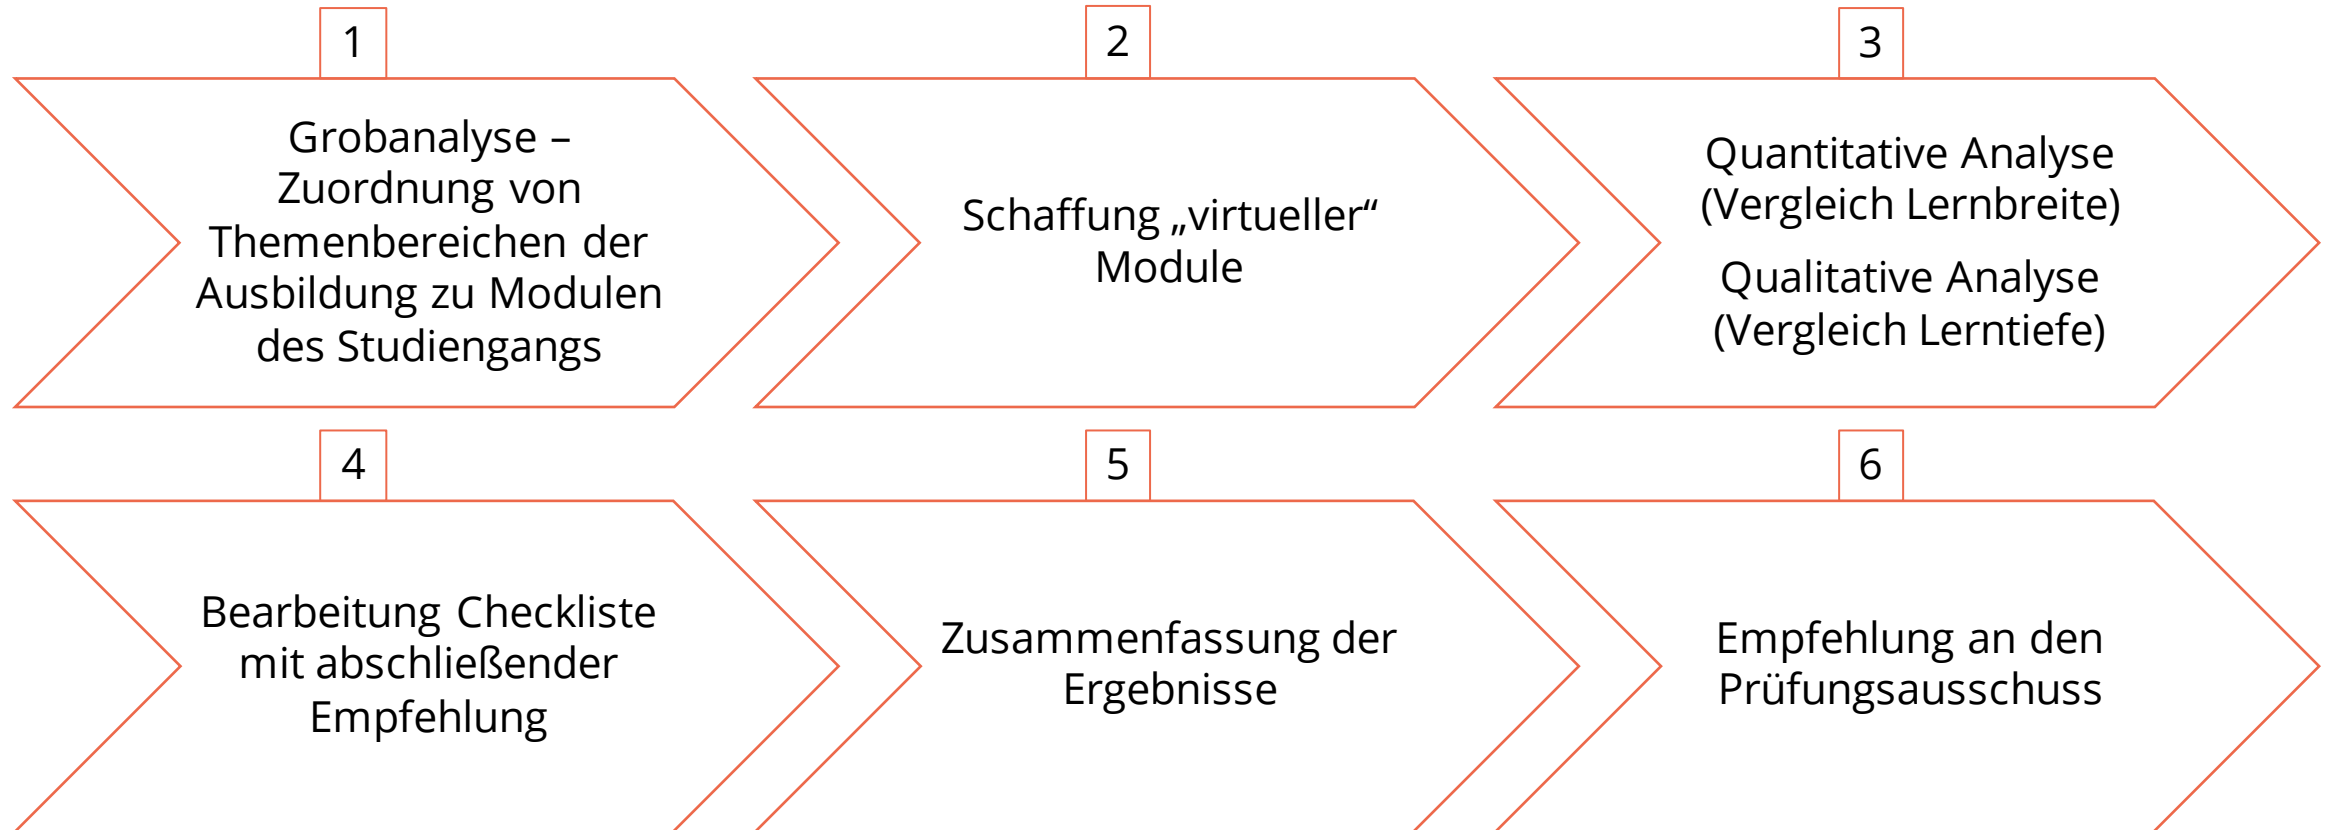 1
Grobanalyse –
Zuordnung von
Themenbereichen der
Ausbildung zu Modulen
des Studiengangs
2
Schaffung „virtueller“
Module
3
Quantitative Analyse
(Vergleich Lernbreite)
Qualitative Analyse
(Vergleich Lerntiefe)
4
Bearbeitung Checkliste
mit abschließender
Empfehlung
5
Zusammenfassung der
Ergebnisse
6
Empfehlung an den
Prüfungsausschuss